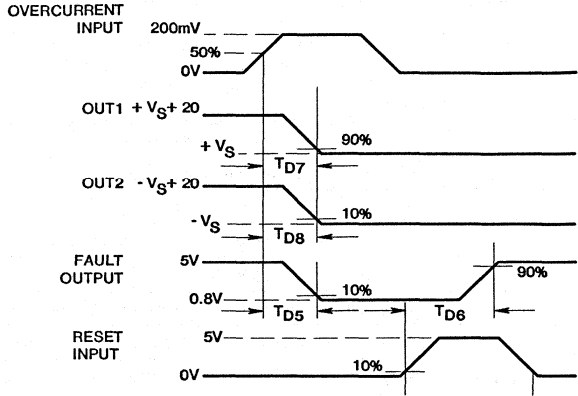 OVERCURRENT
INPUT
200mV
50%
0V
OUT1 + VS + 20
+ VS
90%
TD7
OUT2 - VS + 20
- VS
10%
TD8
FAULT
OUTPUT
5V
0.8V
10%
90%
TD5
TD6
RESET
INPUT
5V
10%
0V